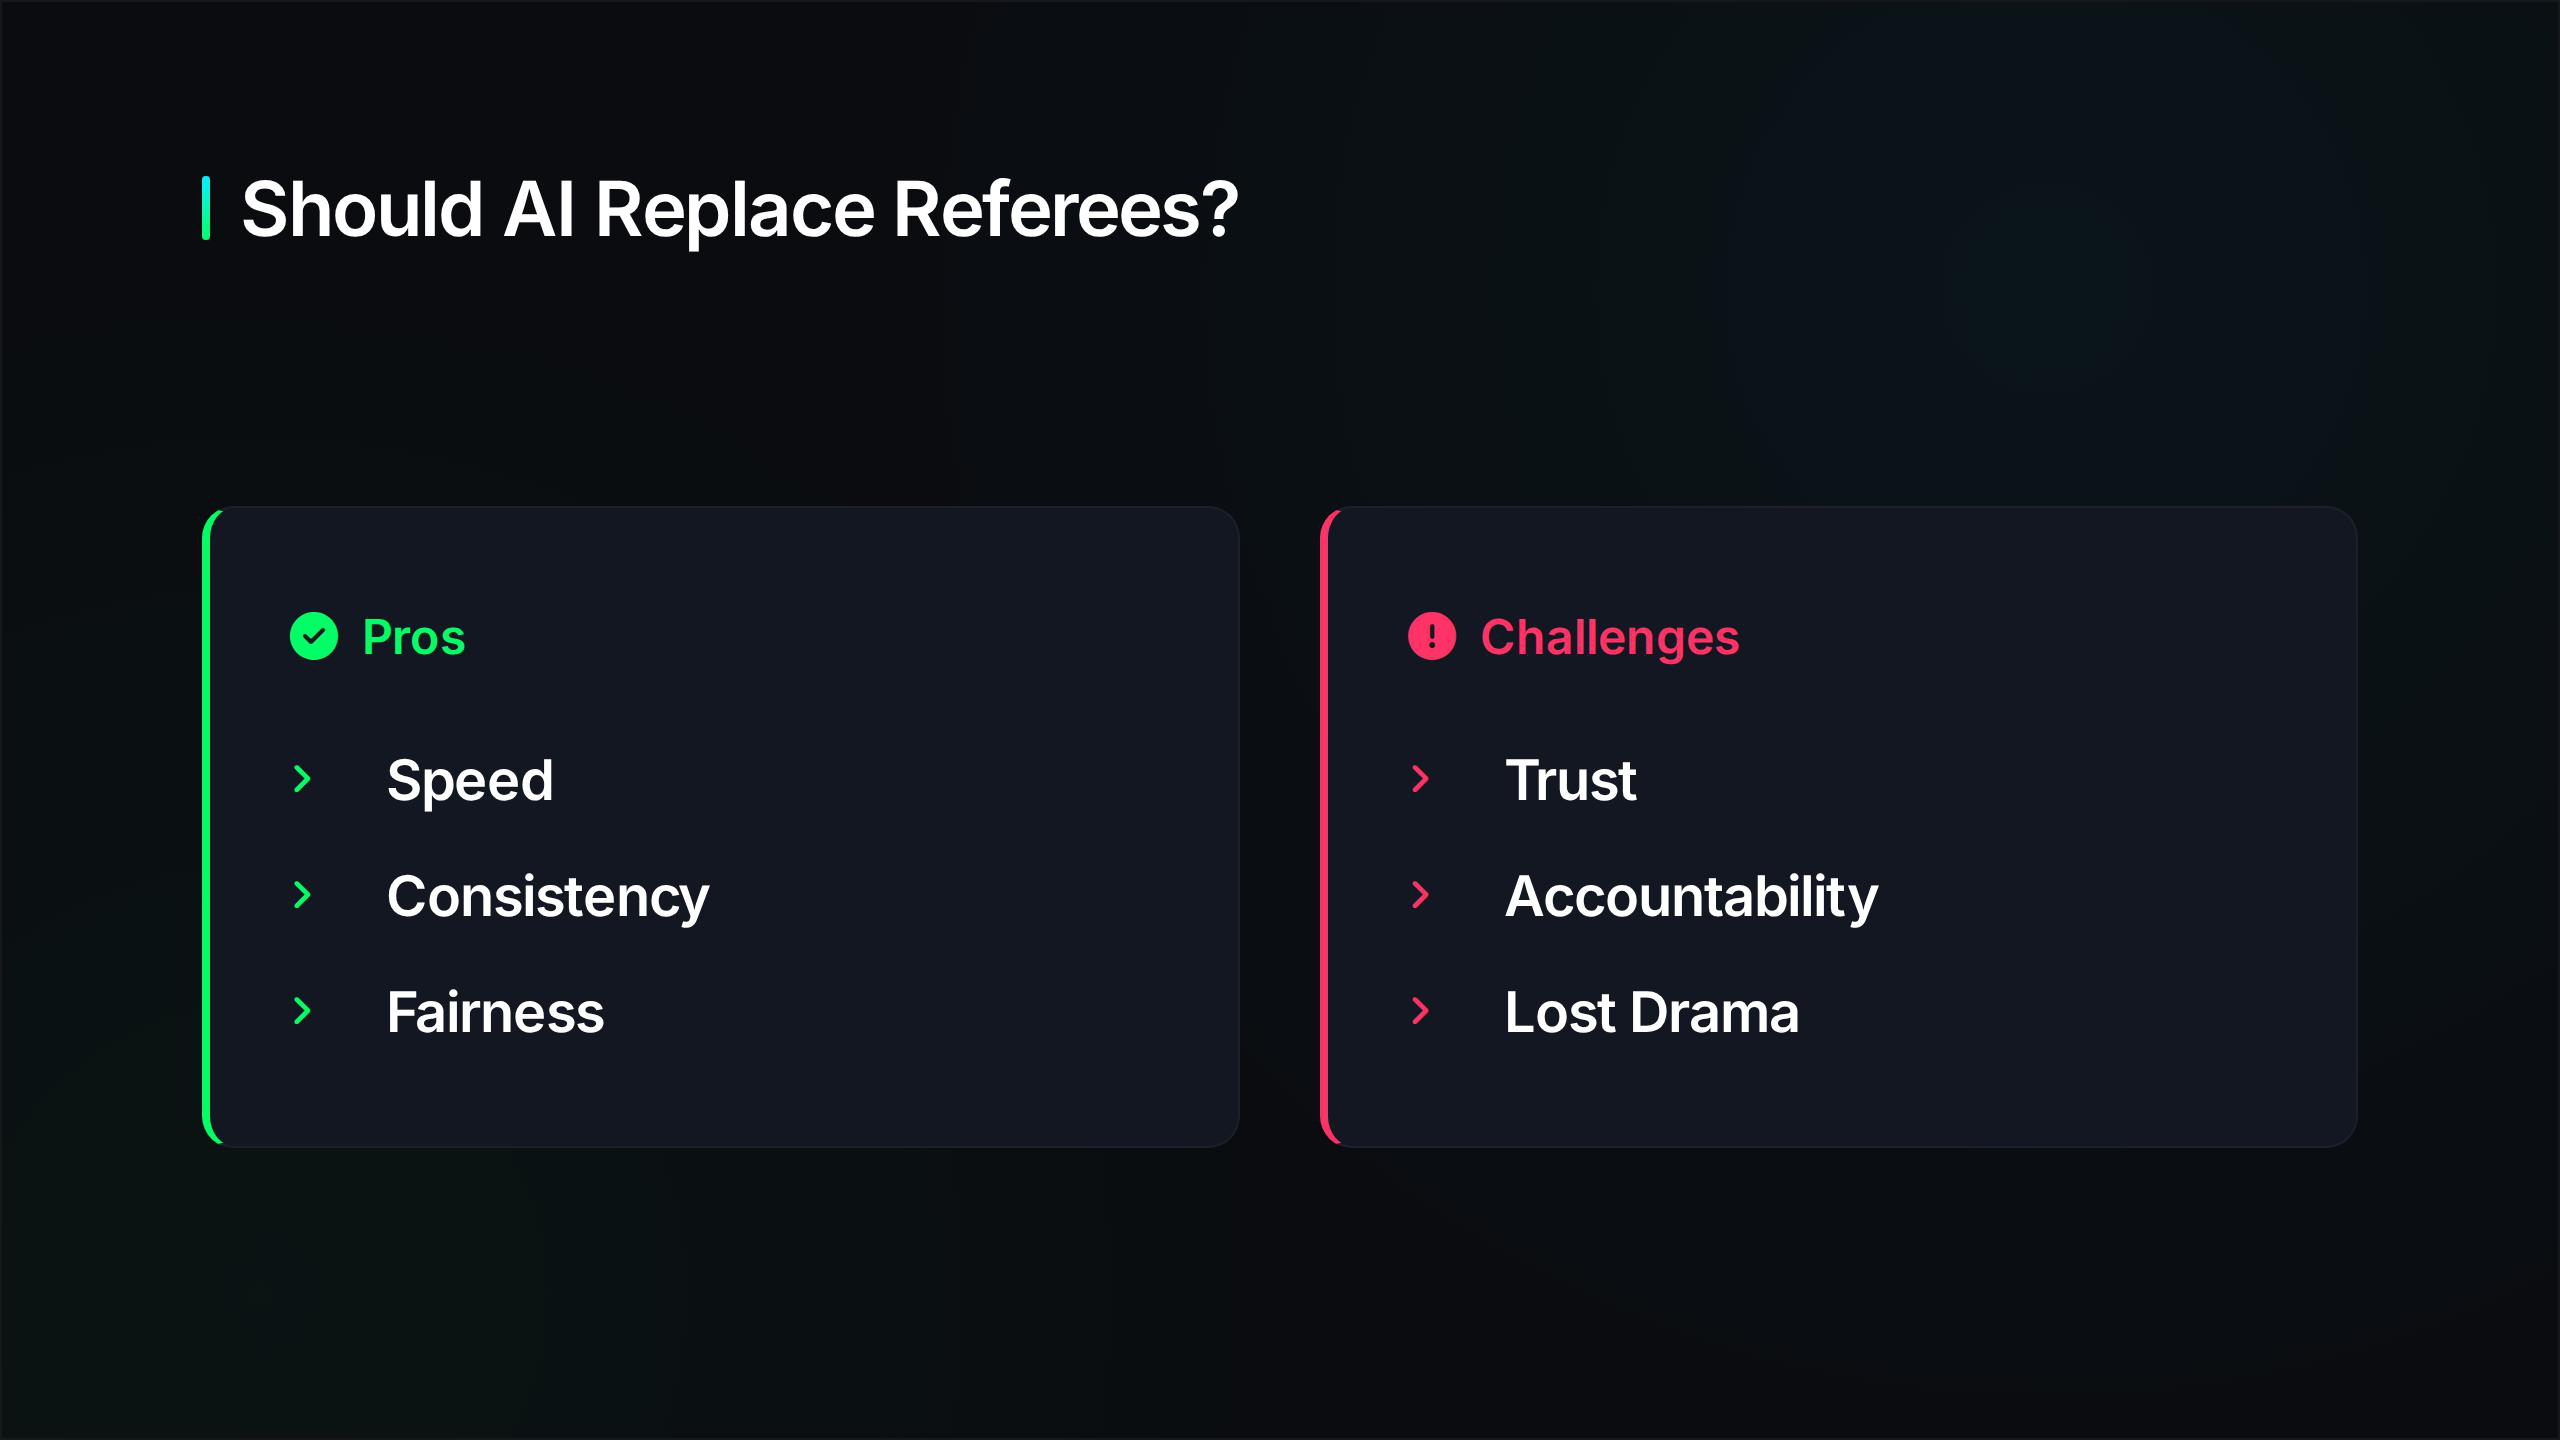 Should AI Replace Referees?
Pros
Speed
Consistency
Fairness
Challenges
Trust
Accountability
Lost Drama